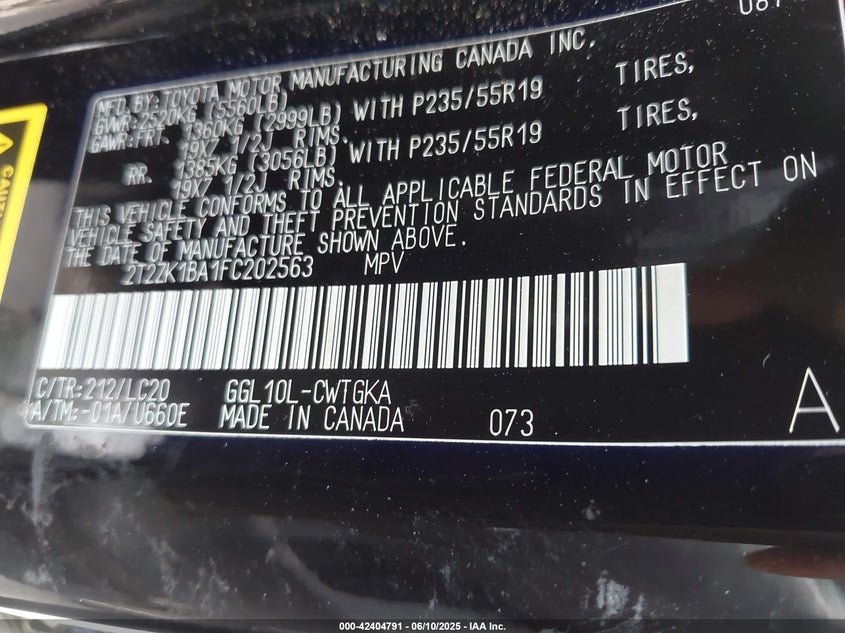 087
MFD.BY:TOYOTA MOTOR MANUFACTURING CANADA INC.
GVWR:2520KG (5560LB)
GAWR:FRT. 1360KG (2999LB) WITH P235/55R19 TIRES,
19X7 1/2J RIMS.
RR. 1385KG (3056LB) WITH P235/55R19 TIRES,
19X7 1/2J RIMS.
THIS VEHICLE CONFORMS TO ALL APPLICABLE FEDERAL MOTOR
VEHICLE SAFETY AND THEFT PREVENTION STANDARDS IN EFFECT ON
THE DATE OF MANUFACTURE SHOWN ABOVE.
2T2ZK1BA1FC202563 MPV
C/TR:212/LC20 GGL10L-CWTGKA
A/TM:-01A/U660E MADE IN CANADA 073 A
000-42404791 - 06/10/2025 - IAA Inc.